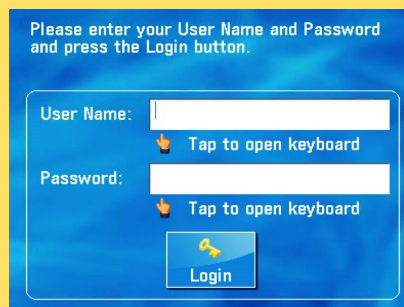 Please enter your User Name and Password
and press the Login button.
User Name:
Tap to open keyboard
Password:
Tap to open keyboard
Login